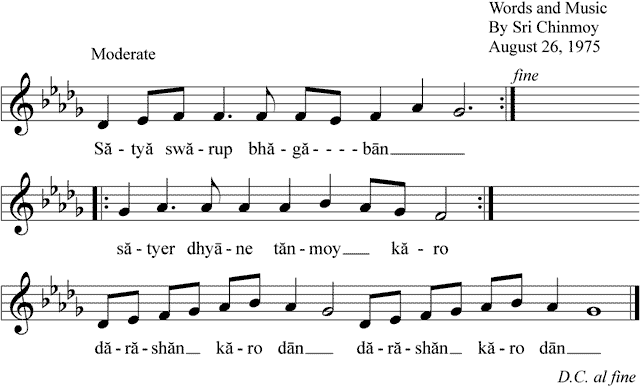 Words and Music
By Sri Chinmoy
August 26, 1975
Moderate
fine
Să - tyă swă - rup bhă - gă - - - - bān
să - tyer dhyā - ne tăn - moy kă - ro
dă - ră - shăn kă - ro dān dă - ră - shăn kă - ro dān
D.C. al fine